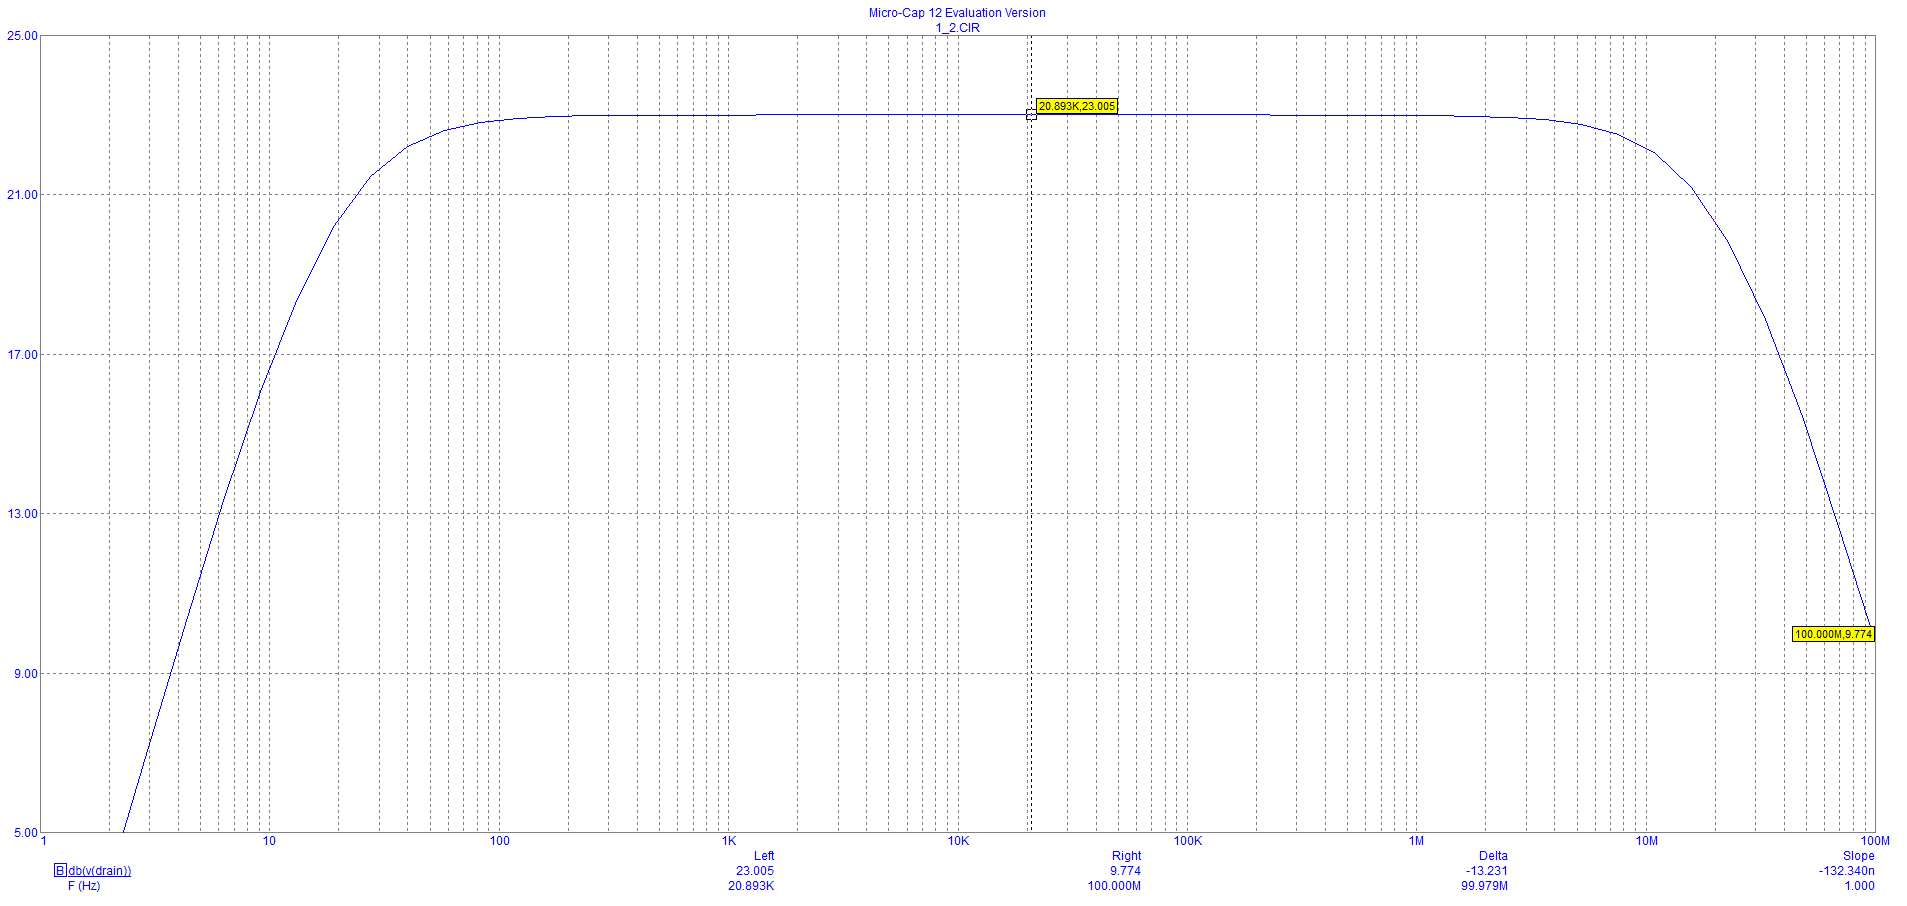 Micro-Cap 12 Evaluation Version
1_2.CIR
25.00
20.893K,23.005
21.00
17.00
13.00
100.000M,9.774
9.00
5.00
1 10 100 1K 10K 100K 1M 10M 100M
Left Right Delta Slope
B db(v(drain)) 23.005 9.774 -13.231 -132.340n
F (Hz) 20.893K 100.000M 99.979M 1.000